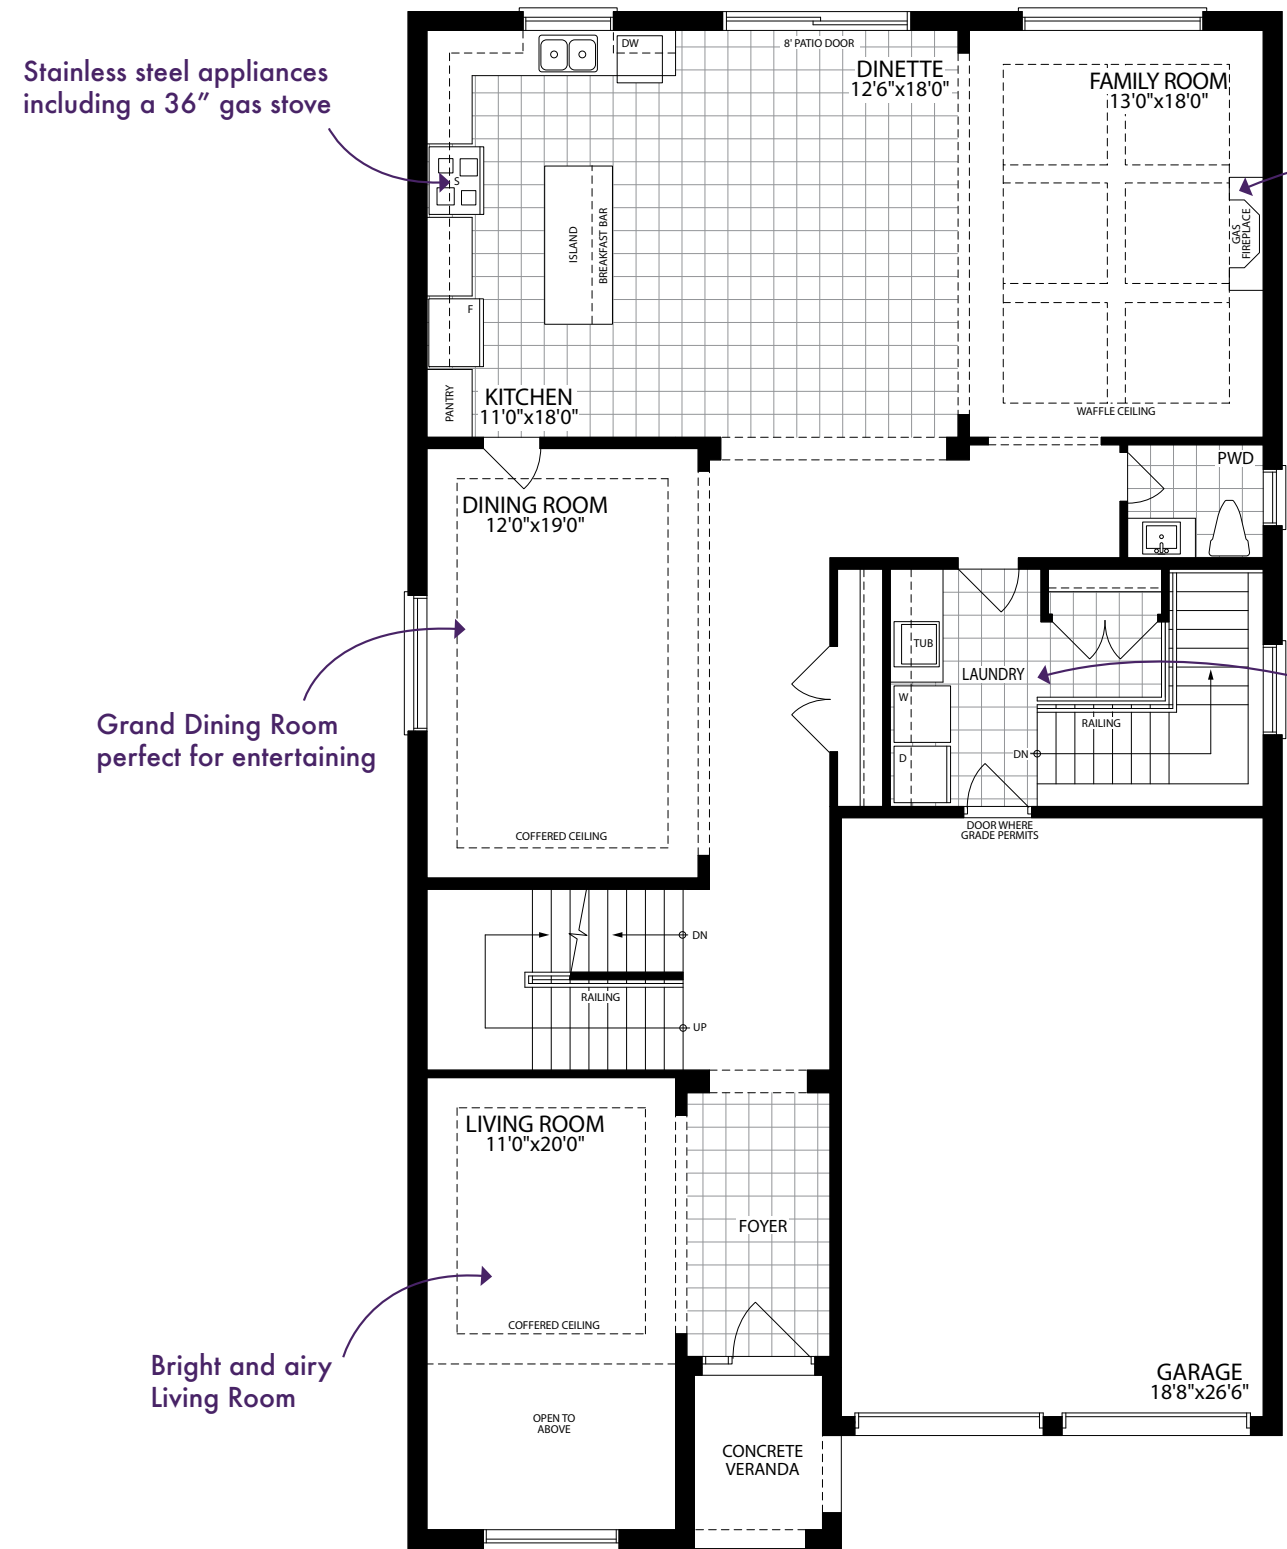 Stainless steel appliances
including a 36" gas stove
DW
8' PATIO DOOR
DINETTE
12'6"x18'0"
FAMILY ROOM
13'0"x18'0"
S
ISLAND
BREAKFAST BAR
GAS
FIREPLACE
F
PANTRY
KITCHEN
11'0"x18'0"
WAFFLE CEILING
PWD
DINING ROOM
12'0"x19'0"
TUB
LAUNDRY
W
RAILING
D
DN
Grand Dining Room
perfect for entertaining
COFFERED CEILING
DOOR WHERE
GRADE PERMITS
DN
RAILING
UP
LIVING ROOM
11'0"x20'0"
FOYER
COFFERED CEILING
Bright and airy
Living Room
OPEN TO
ABOVE
CONCRETE
VERANDA
GARAGE
18'8"x26'6"